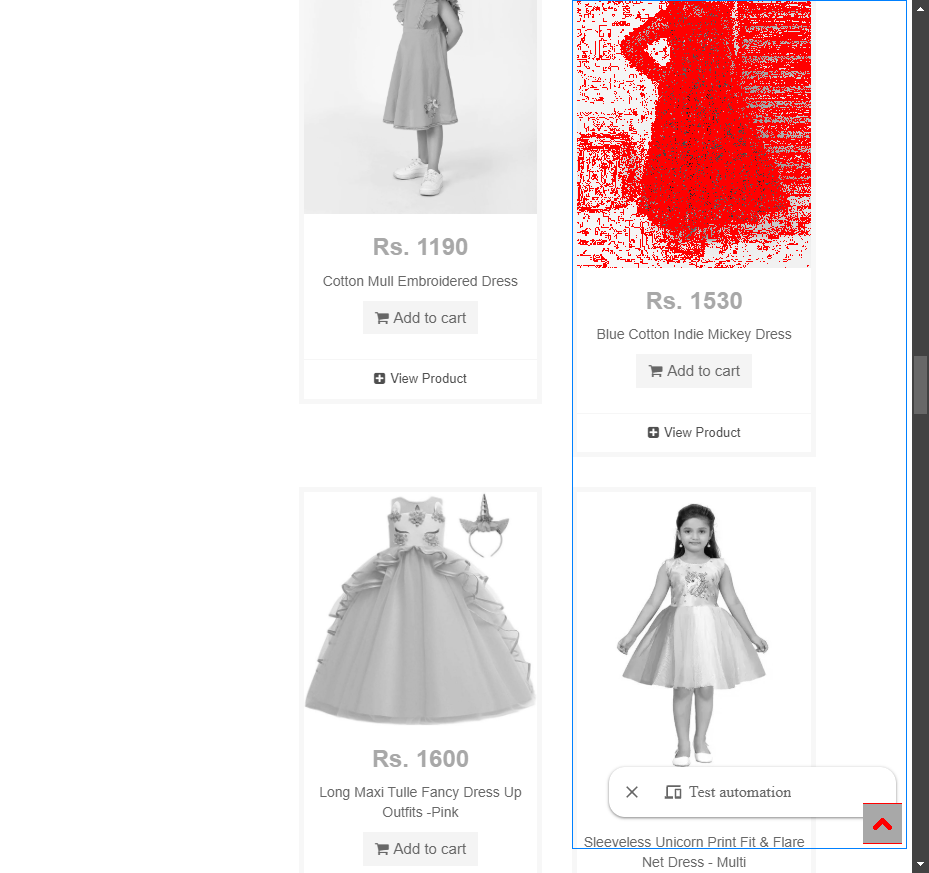 Rs. 1190
Cotton Mull Embroidered Dress
Add to cart
View Product
Rs. 1530
Blue Cotton Indie Mickey Dress
Add to cart
View Product
Rs. 1600
Long Maxi Tulle Fancy Dress Up
Outfits -Pink
Add to cart
Test automation
Sleeveless Unicorn Print Fit & Flare
Net Dress - Multi